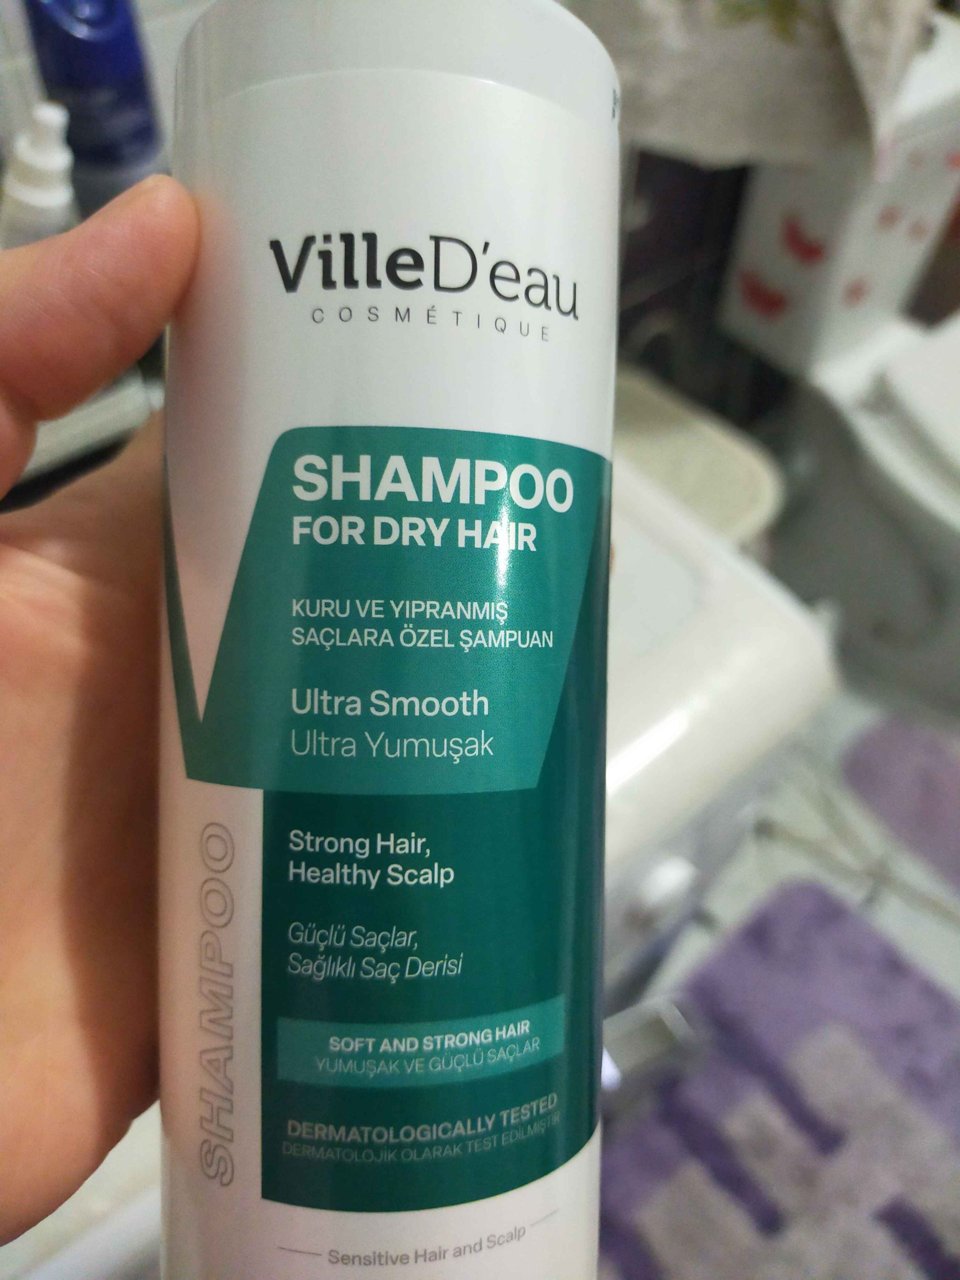 VilleD'eau
COSMÉTIQUE
SHAMPOO
FOR DRY HAIR
KURU VE YIPRANMIŞ
SAÇLARA ÖZEL ŞAMPUAN
Ultra Smooth
Ultra Yumuşak
Strong Hair,
Healthy Scalp
Güçlü Saçlar,
Sağlıklı Saç Derisi
SOFT AND STRONG HAIR
YUMUŞAK VE GÜÇLÜ SAÇLAR
DERMATOLOGICALLY TESTED
DERMATOLOJİK OLARAK TEST EDİLMİŞTİR
Sensitive Hair and Scalp
SHAMPOO